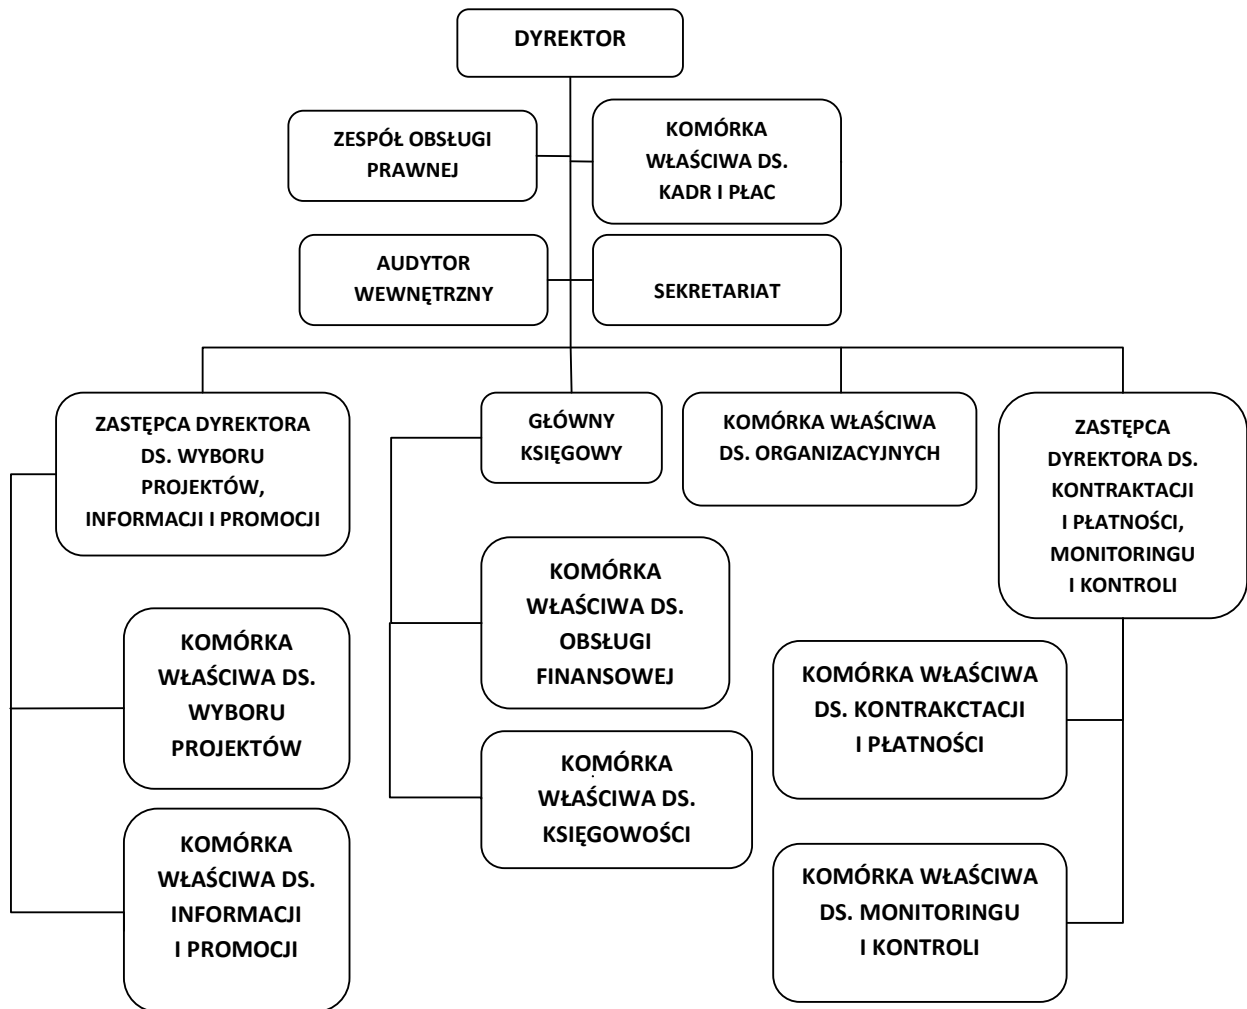 DYREKTOR
ZESPÓŁ OBSŁUGI
PRAWNEJ
KOMÓRKA
WŁAŚCIWA DS.
KADR I PŁAC
AUDYTOR
WEWNĘTRZNY
SEKRETARIAT
ZASTĘPCA DYREKTORA
DS. WYBORU
PROJEKTÓW,
INFORMACJI I PROMOCJI
GŁÓWNY
KSIĘGOWY
KOMÓRKA WŁAŚCIWA
DS. ORGANIZACYJNYCH
ZASTĘPCA
DYREKTORA DS.
KONTRAKTACJI
I PŁATNOŚCI,
MONITORINGU
I KONTROLI
KOMÓRKA
WŁAŚCIWA DS.
WYBORU
PROJEKTÓW
KOMÓRKA
WŁAŚCIWA DS.
INFORMACJI
I PROMOCJI
KOMÓRKA
WŁAŚCIWA DS.
OBSŁUGI
FINANSOWEJ
KOMÓRKA
WŁAŚCIWA DS.
KSIĘGOWOŚCI
KOMÓRKA WŁAŚCIWA
DS. KONTRAKCTACJI
I PŁATNOŚCI
KOMÓRKA WŁAŚCIWA
DS. MONITORINGU
I KONTROLI